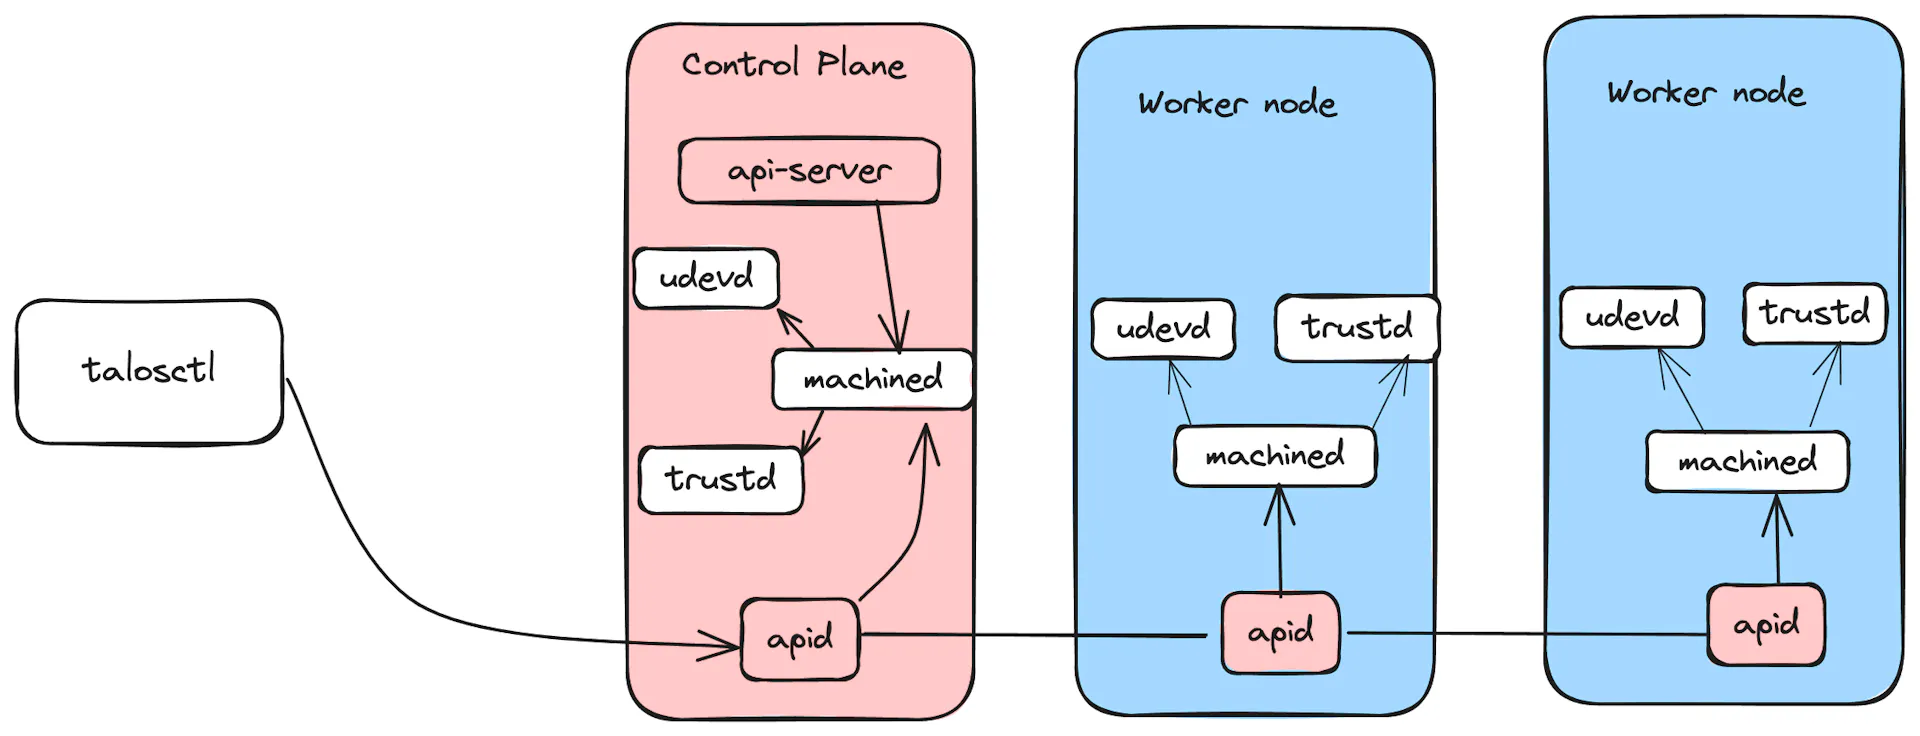 talosctl
Control Plane
api-server
udevd
machined
trustd
apid
Worker node
udevd
trustd
machined
apid
Worker node
udevd
trustd
machined
apid